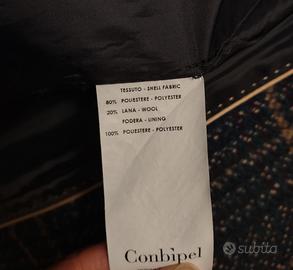 TESSUTO - SHELL FABRIC
80% POLIESTERE - POLYESTER
20% LANA - WOOL
FODERA - LINING
100% POLIESTERE - POLYESTER
Conbipel
subito